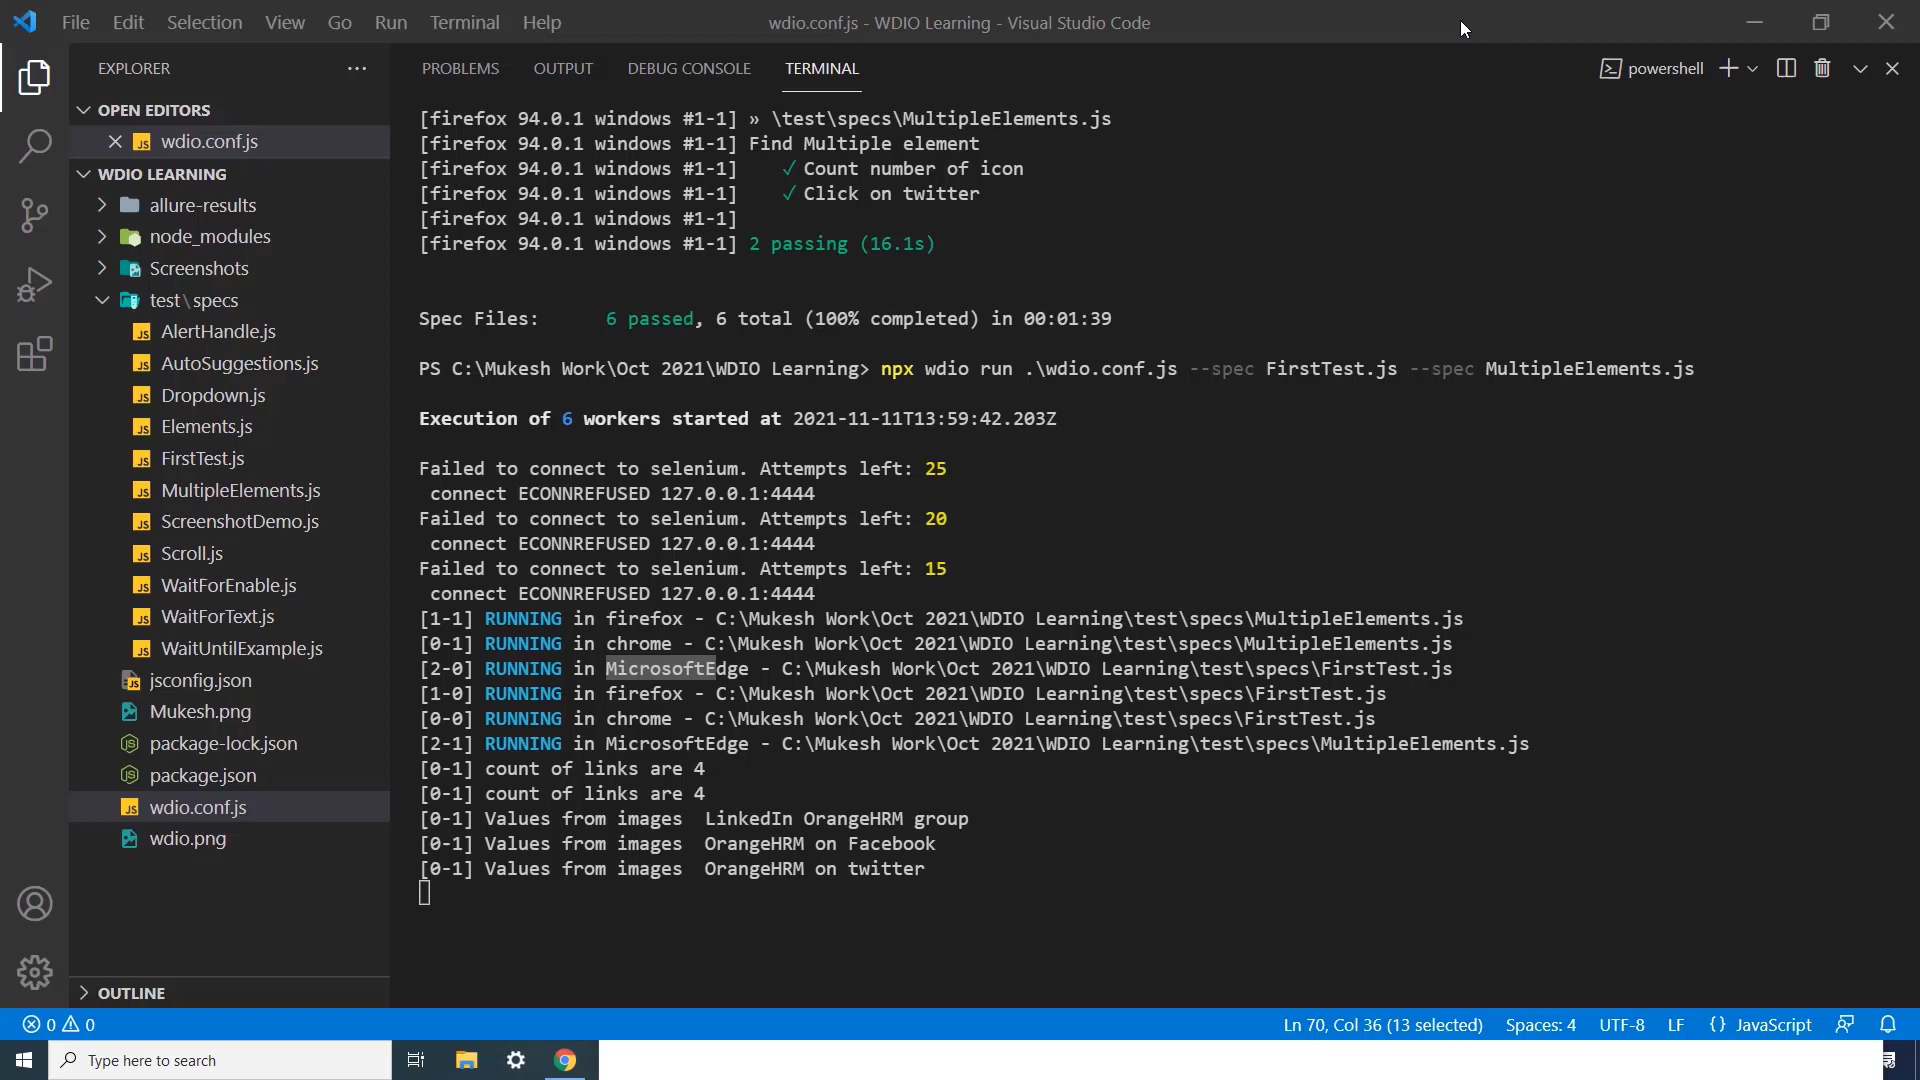 File Edit Selection View Go Run Terminal Help
wdio.conf.js - WDIO Learning - Visual Studio Code
EXPLORER
OPEN EDITORS
JS wdio.conf.js
WDIO LEARNING
allure-results
node_modules
Screenshots
test\specs
JS AlertHandle.js
JS AutoSuggestions.js
JS Dropdown.js
JS Elements.js
JS FirstTest.js
JS MultipleElements.js
JS ScreenshotDemo.js
JS Scroll.js
JS WaitForEnable.js
JS WaitForText.js
JS WaitUntilExample.js
jsconfig.json
Mukesh.png
package-lock.json
package.json
JS wdio.conf.js
wdio.png
OUTLINE
PROBLEMS OUTPUT DEBUG CONSOLE TERMINAL
powershell
[firefox 94.0.1 windows #1-1] » \test\specs\MultipleElements.js
[firefox 94.0.1 windows #1-1] Find Multiple element
[firefox 94.0.1 windows #1-1]    ✓ Count number of icon
[firefox 94.0.1 windows #1-1]    ✓ Click on twitter
[firefox 94.0.1 windows #1-1]
[firefox 94.0.1 windows #1-1] 2 passing (16.1s)
Spec Files:      6 passed, 6 total (100% completed) in 00:01:39
PS C:\Mukesh Work\Oct 2021\WDIO Learning> npx wdio run .\wdio.conf.js --spec FirstTest.js --spec MultipleElements.js
Execution of 6 workers started at 2021-11-11T13:59:42.203Z
Failed to connect to selenium. Attempts left: 25
connect ECONNREFUSED 127.0.0.1:4444
Failed to connect to selenium. Attempts left: 20
connect ECONNREFUSED 127.0.0.1:4444
Failed to connect to selenium. Attempts left: 15
connect ECONNREFUSED 127.0.0.1:4444
[1-1] RUNNING in firefox - C:\Mukesh Work\Oct 2021\WDIO Learning\test\specs\MultipleElements.js
[0-1] RUNNING in chrome - C:\Mukesh Work\Oct 2021\WDIO Learning\test\specs\MultipleElements.js
[2-0] RUNNING in MicrosoftEdge - C:\Mukesh Work\Oct 2021\WDIO Learning\test\specs\FirstTest.js
[1-0] RUNNING in firefox - C:\Mukesh Work\Oct 2021\WDIO Learning\test\specs\FirstTest.js
[0-0] RUNNING in chrome - C:\Mukesh Work\Oct 2021\WDIO Learning\test\specs\FirstTest.js
[2-1] RUNNING in MicrosoftEdge - C:\Mukesh Work\Oct 2021\WDIO Learning\test\specs\MultipleElements.js
[0-1] count of links are 4
[0-1] count of links are 4
[0-1] Values from images  LinkedIn OrangeHRM group
[0-1] Values from images  OrangeHRM on Facebook
[0-1] Values from images  OrangeHRM on twitter
0 0
Ln 70, Col 36 (13 selected) Spaces: 4 UTF-8 LF {} JavaScript
Type here to search